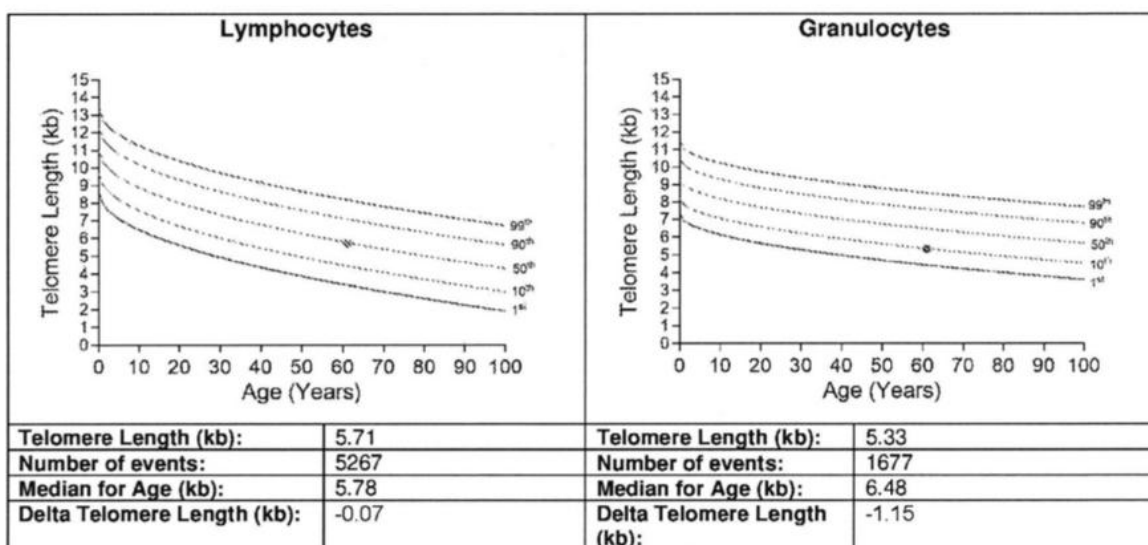 Lymphocytes
15
14
13
12
11
10
9
8
7
6
5
4
3
2
1
0
Telomere Length (kb)
99th
90th
50th
10th
1st
0 10 20 30 40 50 60 70 80 90 100
Age (Years)
Granulocytes
15
14
13
12
11
10
9
8
7
6
5
4
3
2
1
0
Telomere Length (kb)
99th
90th
50th
10th
1st
0 10 20 30 40 50 60 70 80 90 100
Age (Years)
Telomere Length (kb): 5.71
Number of events: 5267
Median for Age (kb): 5.78
Delta Telomere Length (kb): -0.07
Telomere Length (kb): 5.33
Number of events: 1677
Median for Age (kb): 6.48
Delta Telomere Length -1.15
(kb):